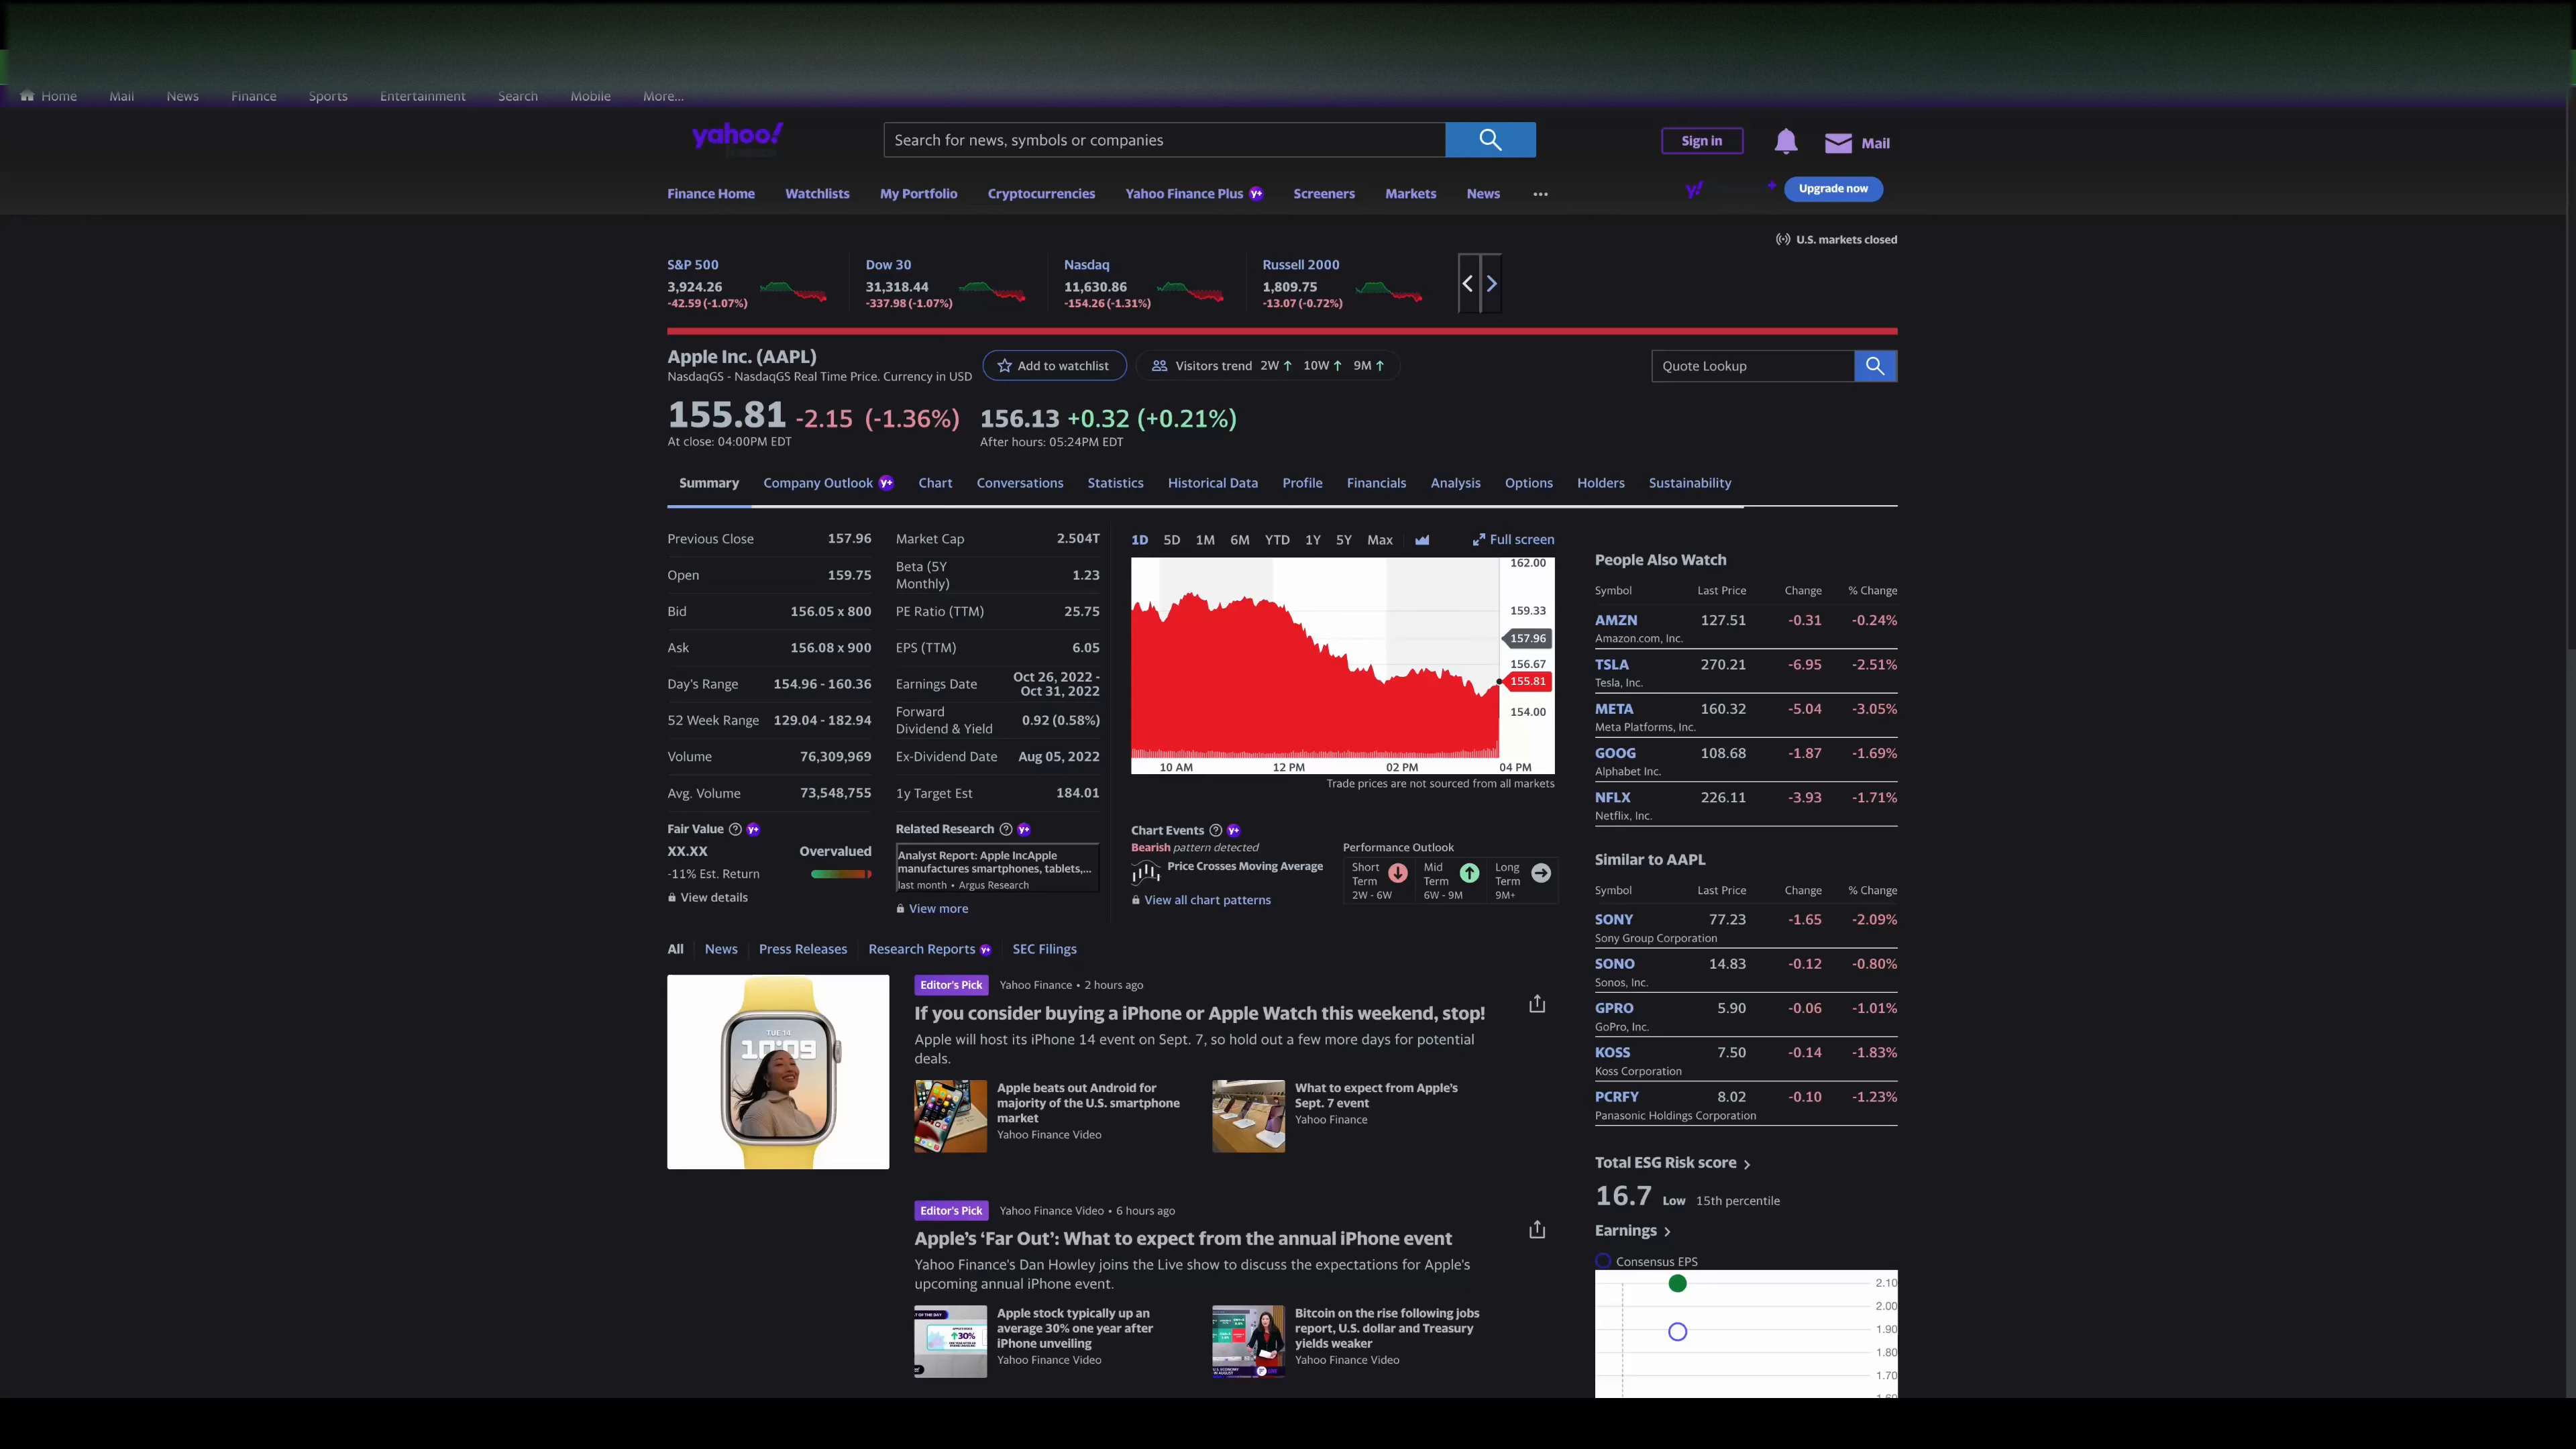 Home Mail News Finance Sports Entertainment Search Mobile More...
yahoo!
Search for news, symbols or companies
Sign in
Mail
Finance Home Watchlists My Portfolio Cryptocurrencies Yahoo Finance Plus y+ Screeners Markets News ...
y! + Upgrade now
U.S. markets closed
S&P 500
3,924.26
-42.59 (-1.07%)
Dow 30
31,318.44
-337.98 (-1.07%)
Nasdaq
11,630.86
-154.26 (-1.31%)
Russell 2000
1,809.75
-13.07 (-0.72%)
Apple Inc. (AAPL)
NasdaqGS - NasdaqGS Real Time Price. Currency in USD
Add to watchlist
Visitors trend 2W↑ 10W↑ 9M↑
Quote Lookup
155.81 -2.15 (-1.36%)
At close: 04:00PM EDT
156.13 +0.32 (+0.21%)
After hours: 05:24PM EDT
Summary Company Outlook y+ Chart Conversations Statistics Historical Data Profile Financials Analysis Options Holders Sustainability
Previous Close 157.96
Open 159.75
Bid 156.05 x 800
Ask 156.08 x 900
Day's Range 154.96 - 160.36
52 Week Range 129.04 - 182.94
Volume 76,309,969
Avg. Volume 73,548,755
Market Cap 2.504T
Beta (5Y
Monthly) 1.23
PE Ratio (TTM) 25.75
EPS (TTM) 6.05
Earnings Date Oct 26, 2022 -
Oct 31, 2022
Forward
Dividend & Yield 0.92 (0.58%)
Ex-Dividend Date Aug 05, 2022
1y Target Est 184.01
1D 5D 1M 6M YTD 1Y 5Y Max Full screen
162.00
159.33
157.96
156.67
155.81
154.00
10 AM 12 PM 02 PM 04 PM
Trade prices are not sourced from all markets
Fair Value ? y+
XX.XX Overvalued
-11% Est. Return
View details
Related Research ? y+
Analyst Report: Apple IncApple
manufactures smartphones, tablets,...
last month • Argus Research
View more
Chart Events ? y+
Bearish pattern detected
Price Crosses Moving Average
View all chart patterns
Performance Outlook
Short
Term
2W - 6W
Mid
Term
6W - 9M
Long
Term
9M+
All News Press Releases Research Reports y+ SEC Filings
TUE 14
10:09
Editor's Pick Yahoo Finance • 2 hours ago
If you consider buying a iPhone or Apple Watch this weekend, stop!
Apple will host its iPhone 14 event on Sept. 7, so hold out a few more days for potential
deals.
Apple beats out Android for
majority of the U.S. smartphone
market
Yahoo Finance Video
What to expect from Apple's
Sept. 7 event
Yahoo Finance
Editor's Pick Yahoo Finance Video • 6 hours ago
Apple's ‘Far Out’: What to expect from the annual iPhone event
Yahoo Finance's Dan Howley joins the Live show to discuss the expectations for Apple's
upcoming annual iPhone event.
↑30%
Apple stock typically up an
average 30% one year after
iPhone unveiling
Yahoo Finance Video
Bitcoin on the rise following jobs
report, U.S. dollar and Treasury
yields weaker
Yahoo Finance Video
People Also Watch
Symbol Last Price Change % Change
AMZN 127.51 -0.31 -0.24%
Amazon.com, Inc.
TSLA 270.21 -6.95 -2.51%
Tesla, Inc.
META 160.32 -5.04 -3.05%
Meta Platforms, Inc.
GOOG 108.68 -1.87 -1.69%
Alphabet Inc.
NFLX 226.11 -3.93 -1.71%
Netflix, Inc.
Similar to AAPL
Symbol Last Price Change % Change
SONY 77.23 -1.65 -2.09%
Sony Group Corporation
SONO 14.83 -0.12 -0.80%
Sonos, Inc.
GPRO 5.90 -0.06 -1.01%
GoPro, Inc.
KOSS 7.50 -0.14 -1.83%
Koss Corporation
PCRFY 8.02 -0.10 -1.23%
Panasonic Holdings Corporation
Total ESG Risk score
16.7 Low 15th percentile
Earnings
Consensus EPS
2.10
2.00
1.90
1.80
1.70